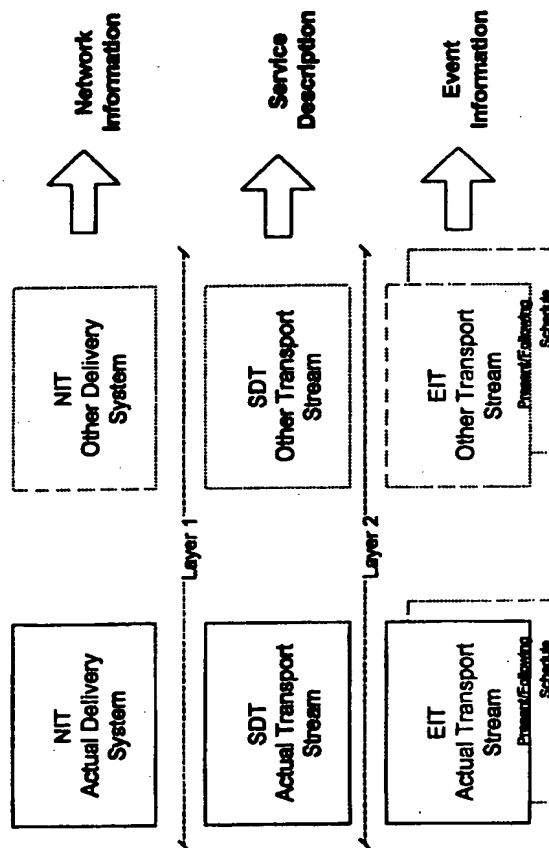 NIT
Actual Delivery
System
NIT
Other Delivery
System
Network
Information
Layer 1
SDT
Actual Transport
Stream
SDT
Other Transport
Stream
Service
Description
Layer 2
EIT
Actual Transport
Stream
Present/Following
Schedule
EIT
Other Transport
Stream
Present/Following
Schedule
Event
Information